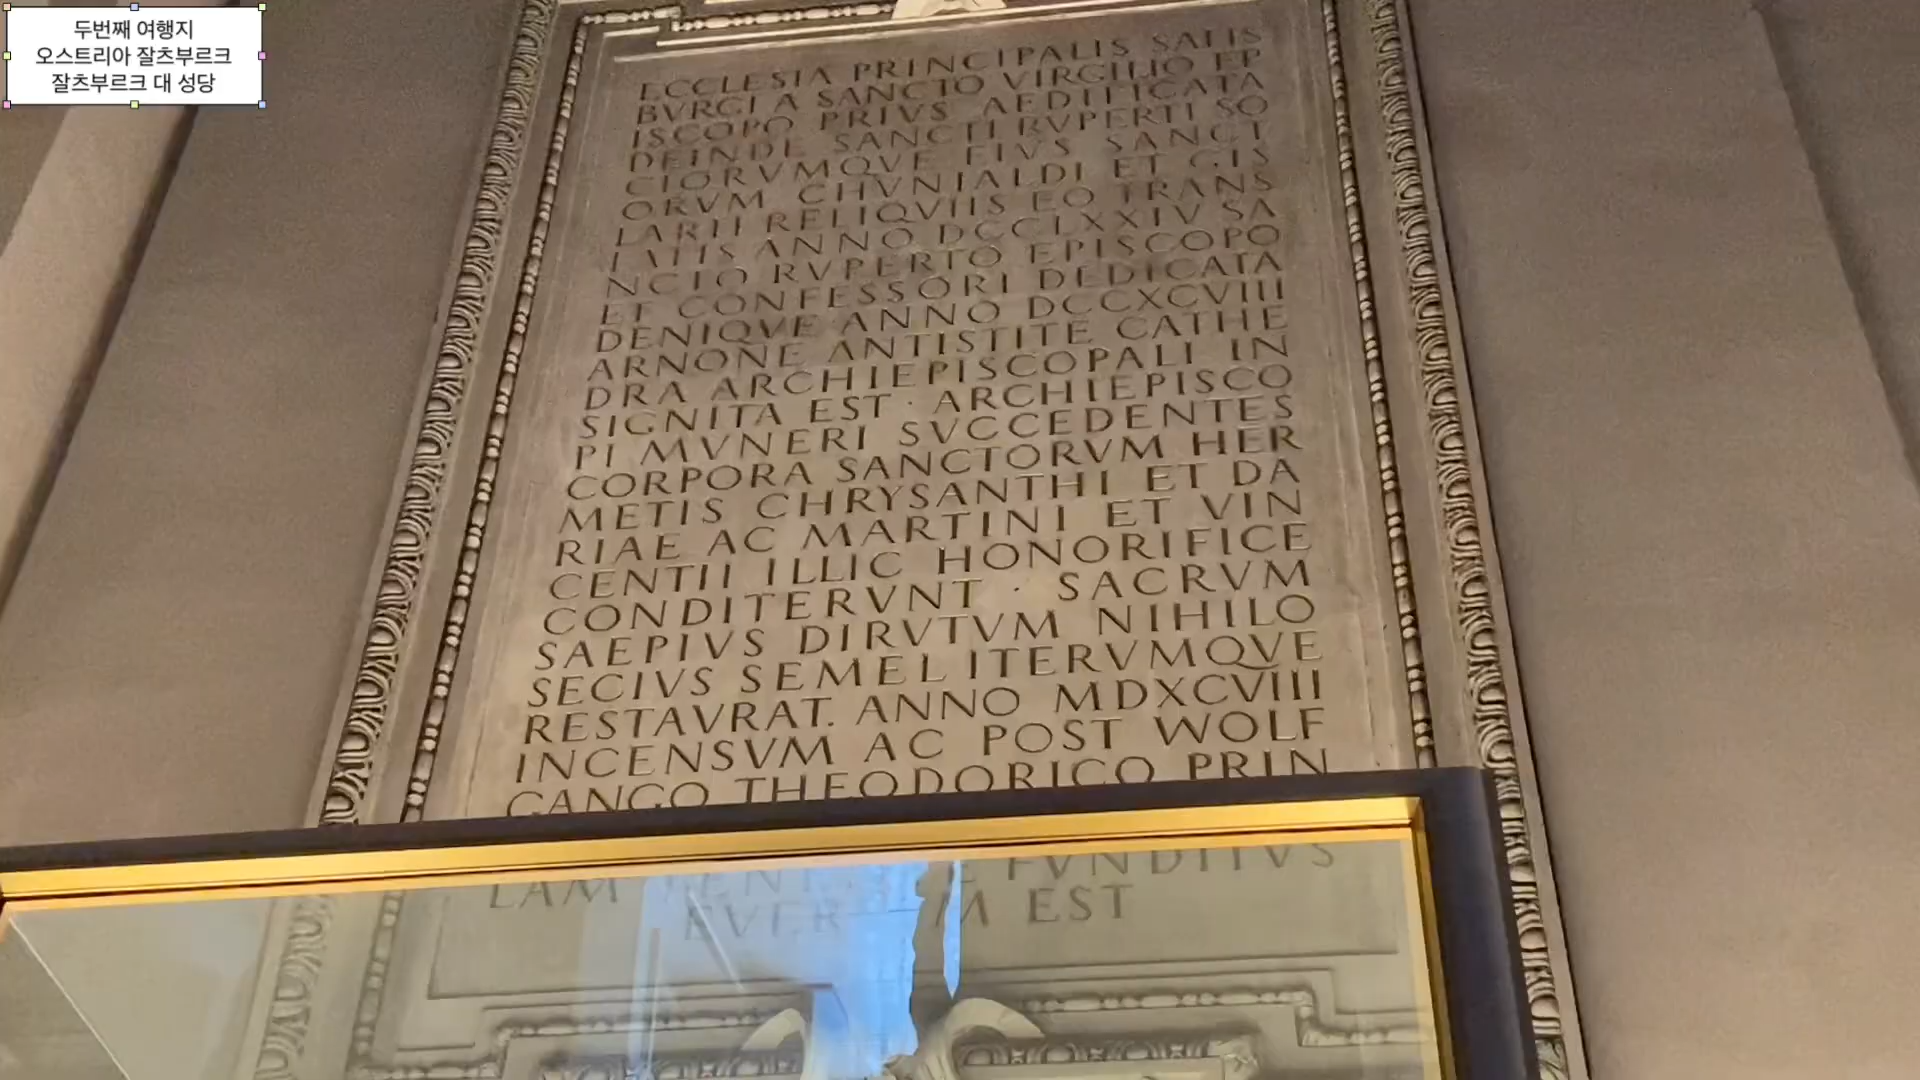 두번째 여행지
오스트리아 잘츠부르크
잘츠부르크 대 성당
ECCLESIA PRINCIPALIS SALIS
BVRGI A SANCTO VIRGILIO EP
ISCOPO PRIVS AEDIFICATA
DEINDE SANCTI RVPERTI SO
CIORVMQVE EIVS SANCT
ORVM CHVNIALDI ET GIS
LARII RELIQVIIS EO TRANS
LATIS ANNO DCCLXXIV SA
NCTO RVPERTO EPISCOPO
ET CONFESSORI DEDICATA
DENIQVE ANNO DCCXCVIII
ARNONE ANTISTITE CATHE
DRA ARCHIEPISCOPALI IN
SIGNITA EST · ARCHIEPISCO
PI MVNERI SVCCEDENTES
CORPORA SANCTORVM HER
METIS CHRYSANTHI ET DA
RIAE AC MARTINI ET VIN
CENTII ILLIC HONORIFICE
CONDITERVNT · SACRVM
SAEPIVS DIRVTVM NIHILO
SECIVS SEMEL ITERVMQVE
RESTAVRAT. ANNO MDXCVIII
INCENSVM AC POST WOLF
GANGO THEODORICO PRIN
LAM FVNDITVS
EST